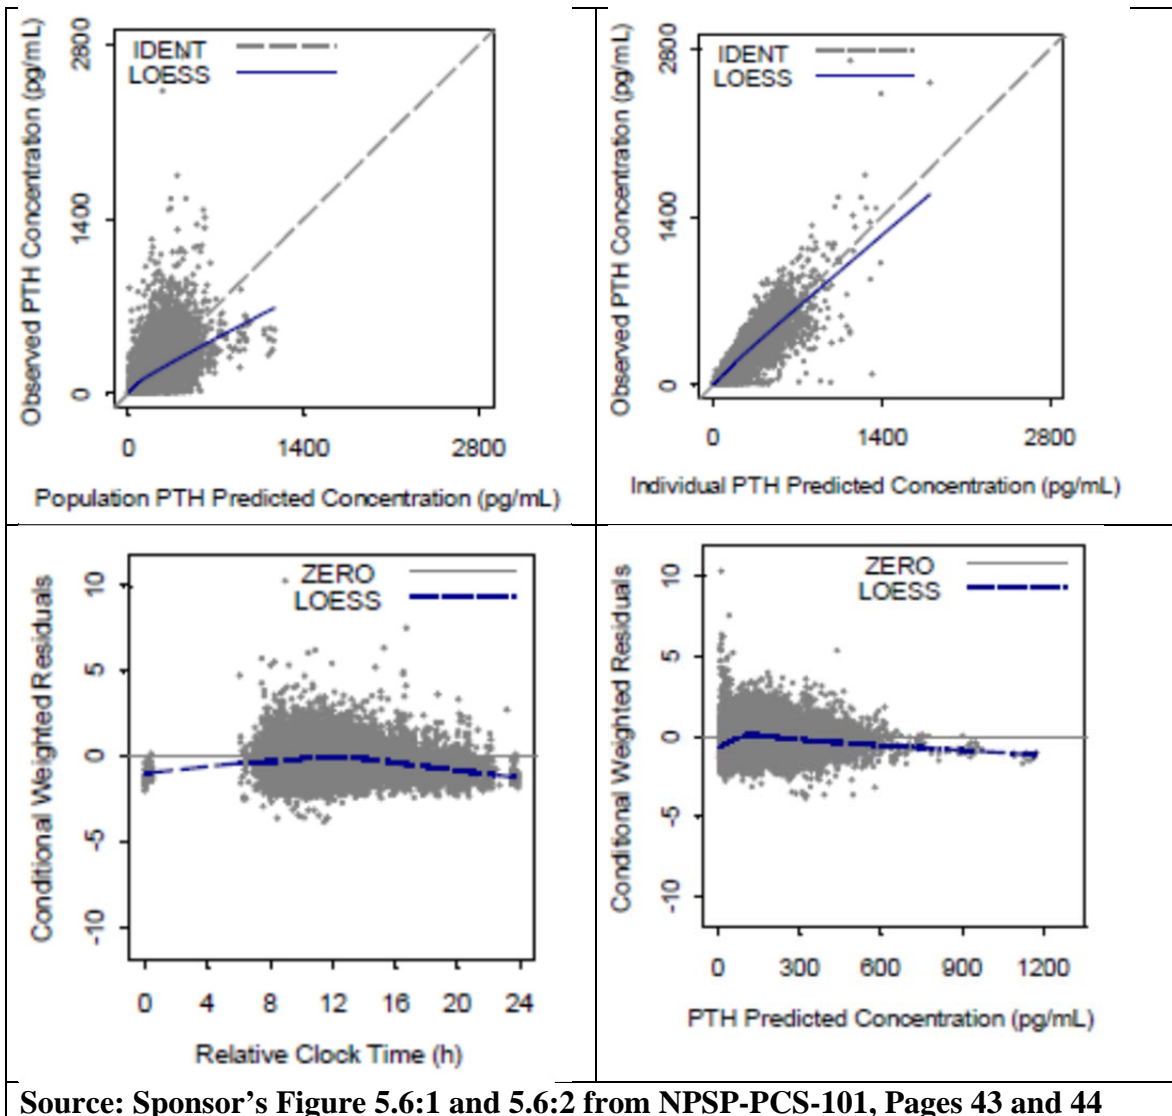 IDENT
LOESS
2800
1400
0
Observed PTH Concentration (pg/mL)
0 1400 2800
Population PTH Predicted Concentration (pg/mL)
IDENT
LOESS
2800
1400
0
Observed PTH Concentration (pg/mL)
0 1400 2800
Individual PTH Predicted Concentration (pg/mL)
ZERO
LOESS
10
5
0
-5
-10
Conditional Weighted Residuals
0 4 8 12 16 20 24
Relative Clock Time (h)
ZERO
LOESS
10
5
0
-5
-10
Conditional Weighted Residuals
0 300 600 900 1200
PTH Predicted Concentration (pg/mL)
Source: Sponsor's Figure 5.6:1 and 5.6:2 from NPSP-PCS-101, Pages 43 and 44